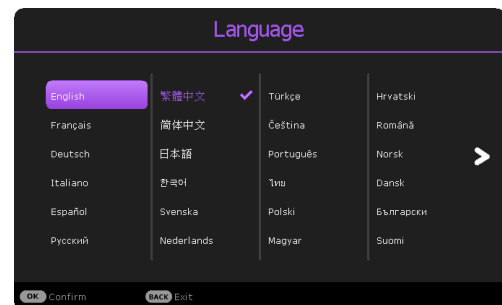 Language
English 繁體中文 Türkçe Hrvatski
Français 简体中文 Čeština Română
Deutsch 日本語 Português Norsk
Italiano 한국어 ไทย Dansk
Español Svenska Polski Български
Русский Nederlands Magyar Suomi
OK Confirm BACK Exit